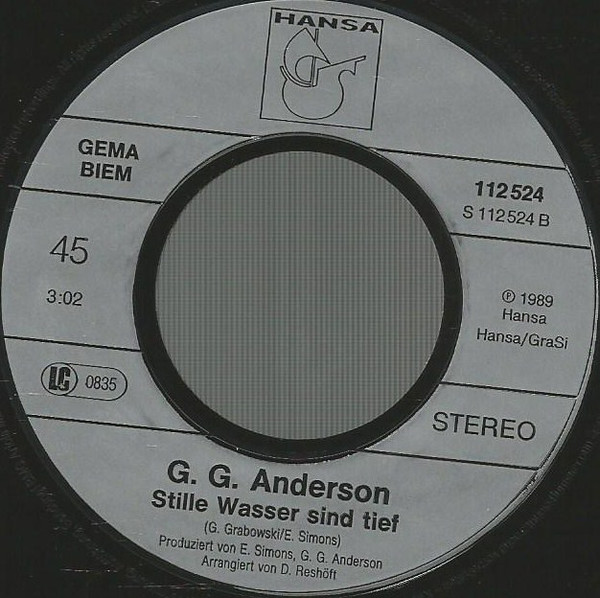 HANSA
GEMA
BIEM
112 524
S 112 524 B
45
3:02
℗ 1989
Hansa
Hansa/GraSi
LC 0835
STEREO
G. G. Anderson
Stille Wasser sind tief
(G. Grabowski/E. Simons)
Produziert von E. Simons, G. G. Anderson
Arrangiert von D. Reshöft